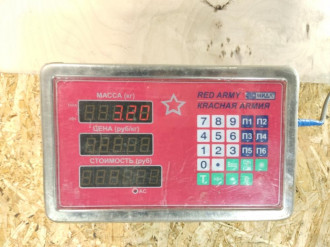 МАССА (кг)
RED ARMY
КРАСНАЯ АРМИЯ
3.20
ЦЕНА (руб/кг)
СТОИМОСТЬ (руб)
AC
7 8 9 П1 П2
4 5 6 П3 П4
1 2 3 П5 П6
0
T